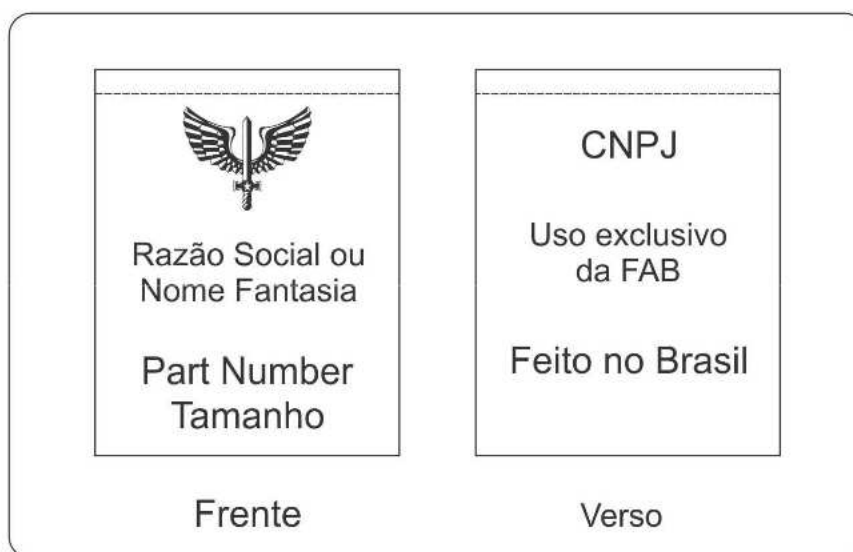 Razão Social ou
Nome Fantasia
Part Number
Tamanho
Frente
CNPJ
Uso exclusivo
da FAB
Feito no Brasil
Verso